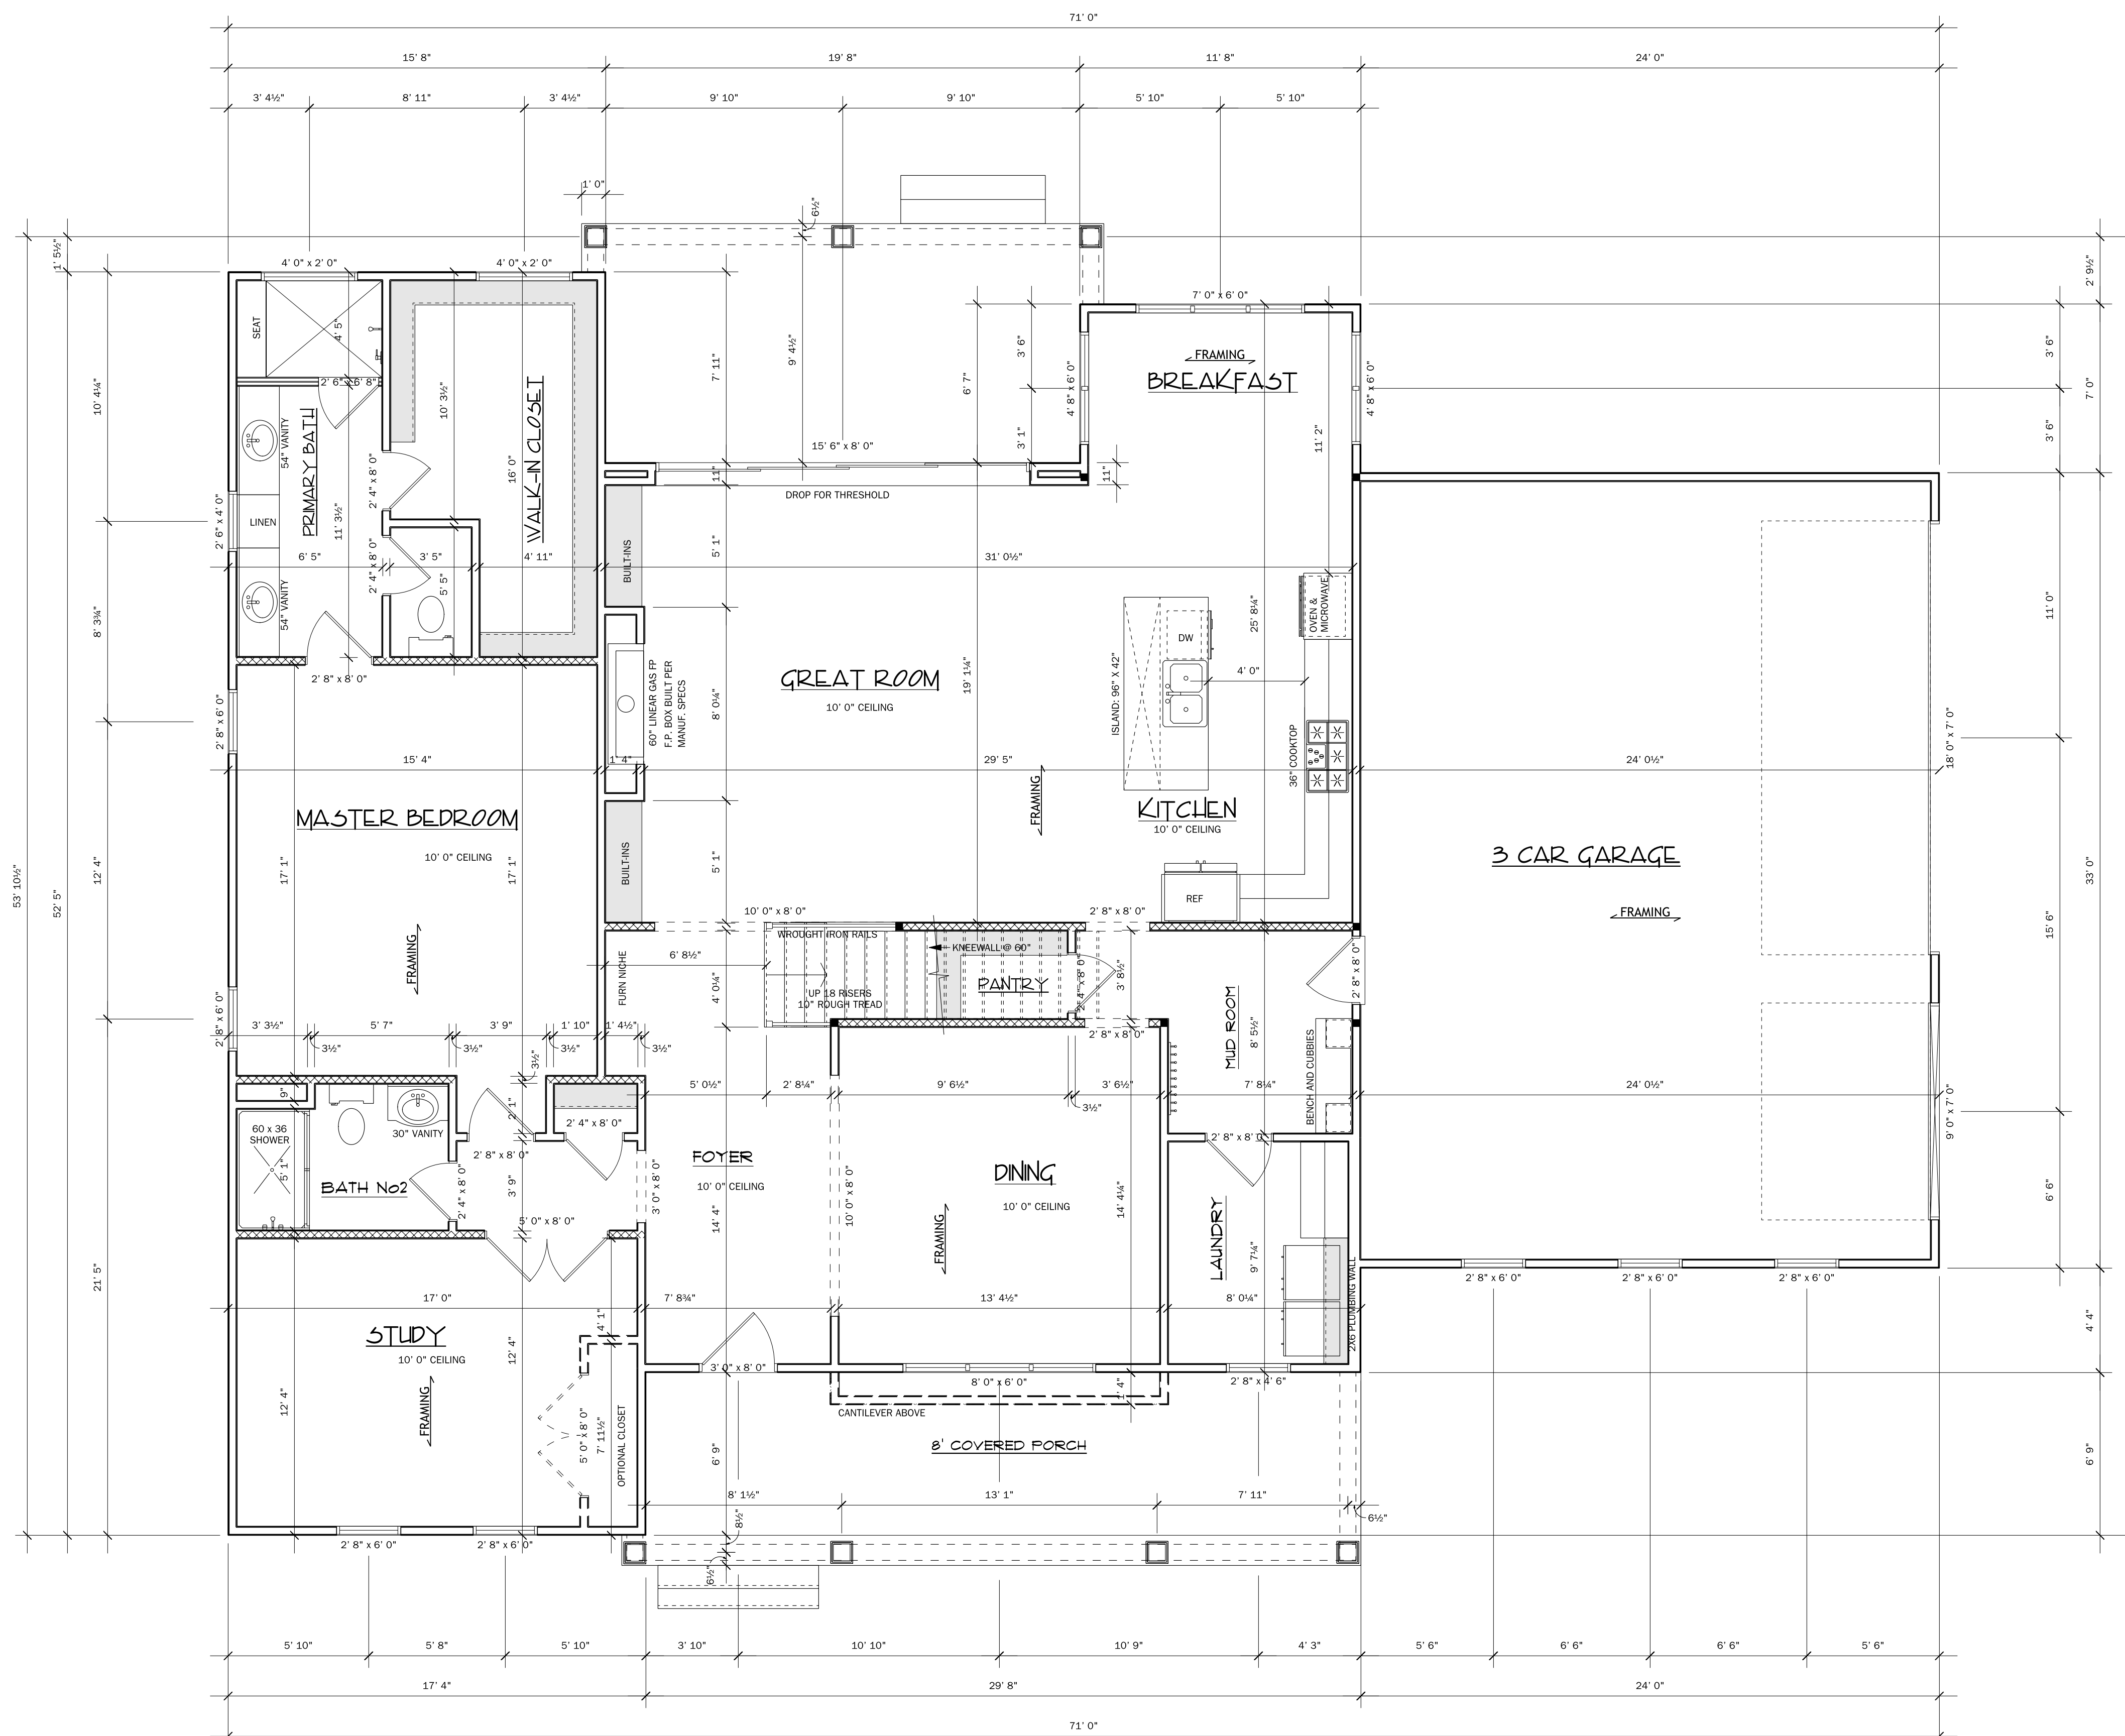 71' 0"
15' 8"
19' 8"
11' 8"
24' 0"
3' 4½"
8' 11"
3' 4½"
9' 10"
9' 10"
5' 10"
5' 10"
1' 0"
6½"
1' 5½"
2' 9½"
4' 0" x 2' 0"
4' 0" x 2' 0"
7' 0" x 6' 0"
SEAT
4' 5"
2' 6" x 6' 8"
10' 3½"
7' 11"
9' 4½"
6' 7"
3' 6"
3' 1"
4' 8" x 6' 0"
FRAMING
BREAKFAST
4' 8" x 6' 0"
11' 2"
3' 6"
3' 6"
7' 0"
10' 4¼"
PRIMARY BATH
54" VANITY
WALK-IN CLOSET
16' 0"
2' 4" x 8' 0"
15' 6" x 8' 0"
11"
11"
DROP FOR THRESHOLD
2' 6" x 4' 0"
LINEN
11' 3½"
6' 5"
2' 4" x 8' 0"
3' 5"
4' 11"
5' 5"
54" VANITY
BUILT-INS
5' 1"
31' 0½"
8' 3¾"
2' 8" x 8' 0"
2' 8" x 6' 0"
60" LINEAR GAS FP
F.P. BOX BUILT PER
MANUF. SPECS
8' 0¼"
GREAT ROOM
10' 0" CEILING
19' 1¼"
ISLAND: 96" X 42"
DW
25' 8¼"
OVEN &
MICROWAVE
4' 0"
36" COOKTOP
11' 0"
18' 0" x 7' 0"
15' 4"
1' 4"
29' 5"
24' 0½"
MASTER BEDROOM
10' 0" CEILING
FRAMING
KITCHEN
10' 0" CEILING
3 CAR GARAGE
FRAMING
33' 0"
15' 6"
53' 10½"
52' 5"
12' 4"
17' 1"
17' 1"
FRAMING
BUILT-INS
5' 1"
REF
10' 0" x 8' 0"
2' 8" x 8' 0"
WROUGHT IRON RAILS
KNEEWALL @ 60"
6' 8½"
FURN NICHE
4' 0¼"
UP 18 RISERS
10" ROUGH TREAD
PANTRY
2' 4" x 8' 0"
3' 8½"
2' 8" x 8' 0"
MUD ROOM
8' 5½"
2' 8" x 8' 0"
BENCH AND CUBBIES
2' 8" x 6' 0"
3' 3½"
5' 7"
3' 9"
1' 10"
1' 4½"
3½"
3½"
3½"
3½"
3½"
9"
5' 0½"
2' 8¼"
9' 6½"
3' 6½"
3½"
7' 8¼"
24' 0½"
9' 0" x 7' 0"
6' 6"
60 x 36
SHOWER
5' 1"
30" VANITY
2' 1"
2' 4" x 8' 0"
2' 8" x 8' 0"
BATH No2
2' 4" x 8' 0"
3' 9"
5' 0" x 8' 0"
3' 0" x 8' 0"
FOYER
10' 0" CEILING
14' 4"
10' 0" x 8' 0"
DINING
10' 0" CEILING
FRAMING
14' 4¼"
2' 8" x 8' 0"
LAUNDRY
9' 7¼"
2X6 PLUMBING WALL
2' 8" x 6' 0"
2' 8" x 6' 0"
2' 8" x 6' 0"
21' 5"
17' 0"
7' 8¾"
13' 4½"
8' 0¼"
4' 4"
STUDY
10' 0" CEILING
FRAMING
12' 4"
12' 4"
4' 1"
5' 0" x 8' 0"
7' 11½"
OPTIONAL CLOSET
3' 0" x 8' 0"
8' 0" x 6' 0"
1' 4"
2' 8" x 4' 6"
CANTILEVER ABOVE
8' COVERED PORCH
6' 9"
6' 9"
8' 1½"
13' 1"
7' 11"
6½"
8½"
6½"
2' 8" x 6' 0"
2' 8" x 6' 0"
5' 10"
5' 8"
5' 10"
3' 10"
10' 10"
10' 9"
4' 3"
5' 6"
6' 6"
6' 6"
5' 6"
17' 4"
29' 8"
24' 0"
71' 0"
2' 8" x 6' 0"